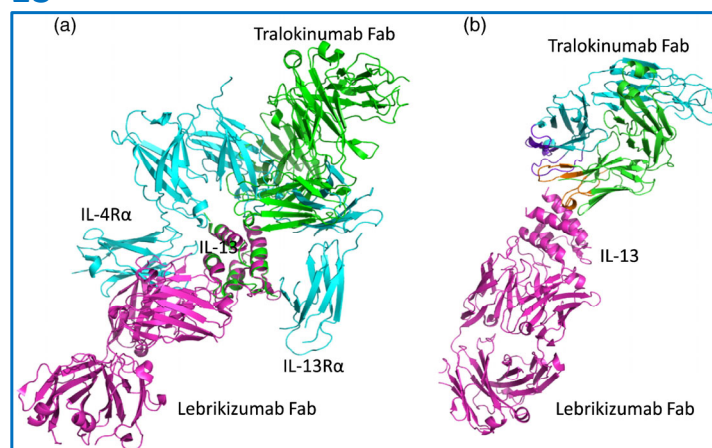 (a)
Tralokinumab Fab
IL-4Rα
IL-13
IL-13Rα
Lebrikizumab Fab
(b)
Tralokinumab Fab
IL-13
Lebrikizumab Fab